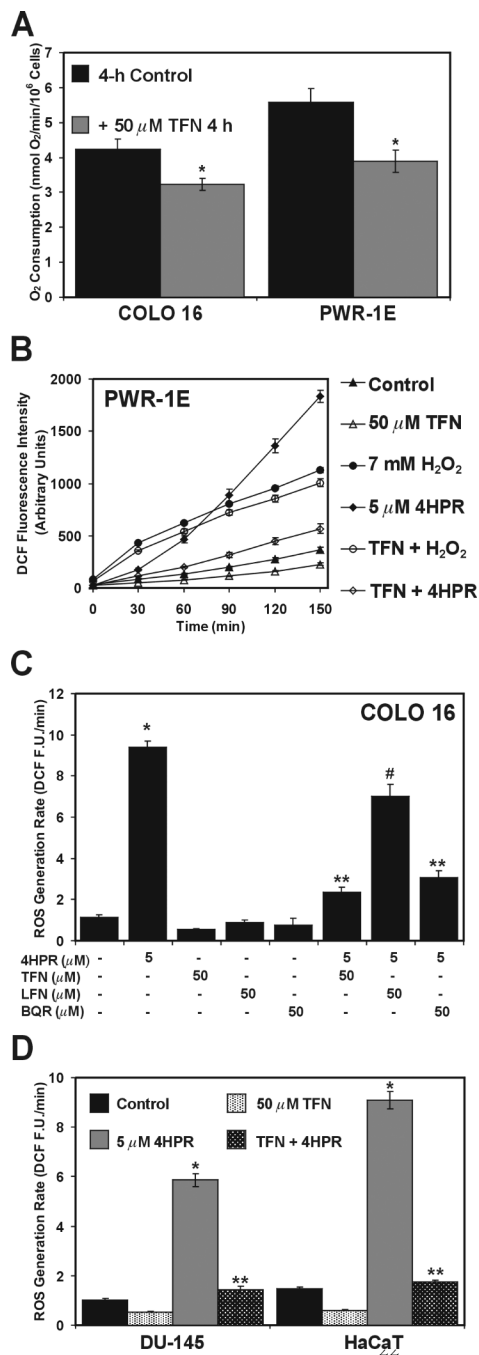 A
O₂ Consumption (nmol O₂/min/10⁶ Cells)
7
6
5
4
3
2
1
0
4-h Control
+ 50 μM TFN 4 h
*
*
COLO 16
PWR-1E
B
DCF Fluorescence Intensity
(Arbitrary Units)
2000
1500
1000
500
0
PWR-1E
0 30 60 90 120 150
Time (min)
Control
50 μM TFN
7 mM H₂O₂
5 μM 4HPR
TFN + H₂O₂
TFN + 4HPR
C
ROS Generation Rate (DCF F.U./min)
12
10
8
6
4
2
0
COLO 16
*
**
#
**
4HPR (μM) - 5 - - - 5 5 5
TFN (μM) - - 50 - - 50 - -
LFN (μM) - - - 50 - - 50 -
BQR (μM) - - - - 50 - - 50
D
ROS Generation Rate (DCF F.U./min)
10
8
6
4
2
0
Control
50 μM TFN
5 μM 4HPR
TFN + 4HPR
*
**
*
**
DU-145
HaCaT